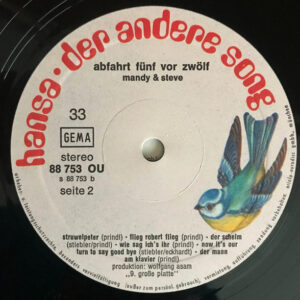 hansa · der andere song
abfahrt fünf vor zwölf
mandy & steve
33
GEMA
stereo
88 753 OU
s 88 753 b
seite 2
struwelpeter (prindl) · flieg robert flieg (prindl) · der schelm
(stiebler/prindl) · wie sag ich's ihr (prindl) · now, it's our
turn to say good bye (stiebler/eckhardt) · der mann
am klavier (prindl)
produktion: wolfgang asam
„9. große platte"